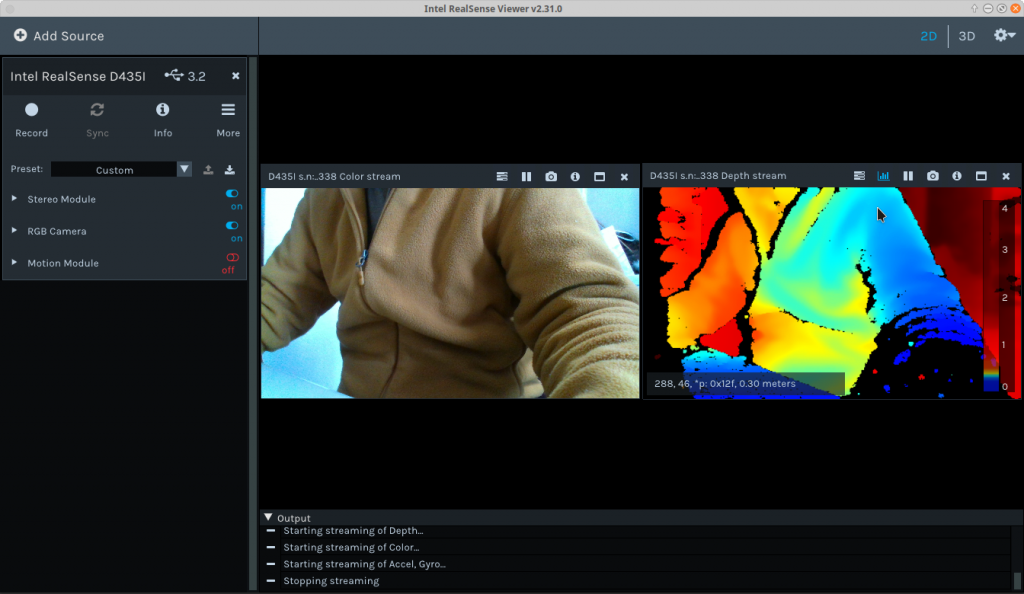 Intel RealSense Viewer v2.31.0
Add Source
2D
3D
Intel RealSense D435I
3.2
Record
Sync
Info
More
Preset:
Custom
Stereo Module
on
RGB Camera
on
Motion Module
off
D435I s.n:..338 Color stream
D435I s.n:..338 Depth stream
4
3
2
1
0
288, 46, *p: 0x12f, 0.30 meters
Output
Starting streaming of Depth...
Starting streaming of Color...
Starting streaming of Accel, Gyro...
Stopping streaming